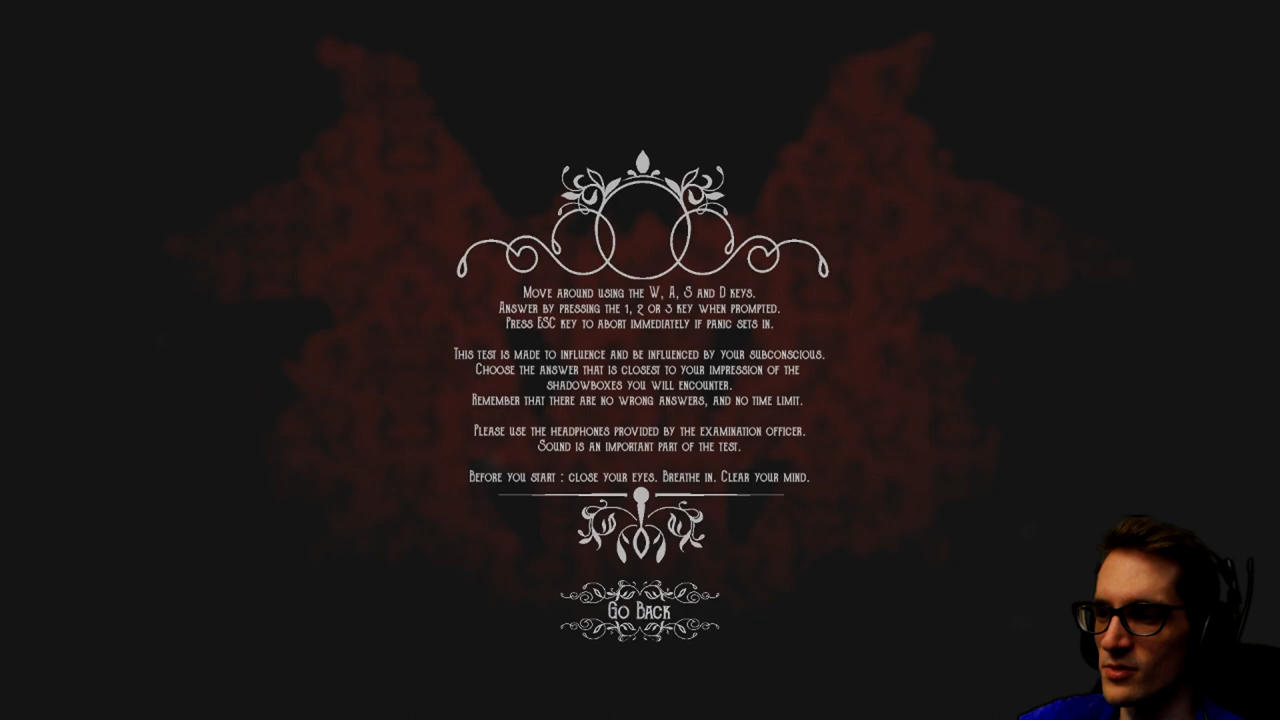 Move around using the W, A, S and D keys.
Answer by pressing the 1, 2 or 3 key when prompted.
Press ESC key to abort immediately if panic sets in.
This test is made to influence and be influenced by your subconscious.
Choose the answer that is closest to your impression of the
shadowboxes you will encounter.
Remember that there are no wrong answers, and no time limit.
Please use the headphones provided by the examination officer.
Sound is an important part of the test.
Before you start : close your eyes. Breathe in. Clear your mind.
Go Back